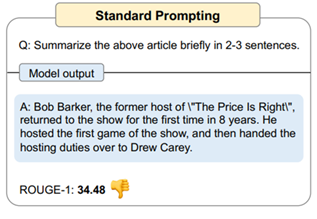 Standard Prompting
Q: Summarize the above article briefly in 2-3 sentences.
Model output
A: Bob Barker, the former host of \"The Price Is Right\",
returned to the show for the first time in 8 years. He
hosted the first game of the show, and then handed the
hosting duties over to Drew Carey.
ROUGE-1: 34.48 👎